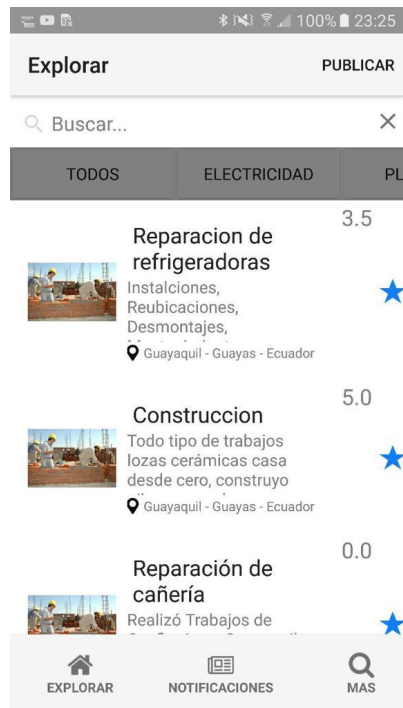 100% 23:25
Explorar PUBLICAR
Buscar...
TODOS ELECTRICIDAD PL
3.5
Reparacion de
refrigeradoras
Instalciones,
Reubicaciones,
Desmontajes,
Guayaquil - Guayas - Ecuador
5.0
Construccion
Todo tipo de trabajos
lozas cerámicas casa
desde cero, construyo
Guayaquil - Guayas - Ecuador
0.0
Reparación de
cañería
Realizó Trabajos de
EXPLORAR NOTIFICACIONES MAS